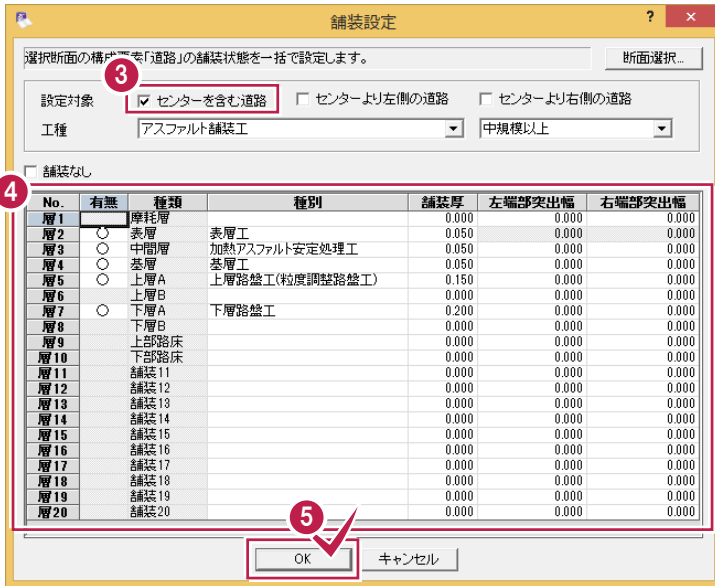 舗装設定 ? ×
選択断面の構成要素「道路」の舗装状態を一括で設定します。 断面選択...
3
設定対象 センターを含む道路 センターより左側の道路 センターより右側の道路
工種 アスファルト舗装工 中規模以上
舗装なし
4
No. 有無 種類 種別 舗装厚 左端部突出幅 右端部突出幅
層1 摩耗層 0.000 0.000 0.000
層2 ○ 表層 表層工 0.050 0.000 0.000
層3 ○ 中間層 加熱アスファルト安定処理工 0.050 0.000 0.000
層4 ○ 基層 基層工 0.050 0.000 0.000
層5 ○ 上層A 上層路盤工(粒度調整路盤工) 0.150 0.000 0.000
層6 上層B 0.000 0.000 0.000
層7 ○ 下層A 下層路盤工 0.200 0.000 0.000
層8 下層B 0.000 0.000 0.000
層9 上部路床 0.000 0.000 0.000
層10 下部路床 0.000 0.000 0.000
層11 舗装11 0.000 0.000 0.000
層12 舗装12 0.000 0.000 0.000
層13 舗装13 0.000 0.000 0.000
層14 舗装14 0.000 0.000 0.000
層15 舗装15 0.000 0.000 0.000
層16 舗装16 0.000 0.000 0.000
層17 舗装17 0.000 0.000 0.000
層18 舗装18 0.000 0.000 0.000
層19 舗装19 0.000 0.000 0.000
層20 舗装20 0.000 0.000 0.000
5
OK キャンセル